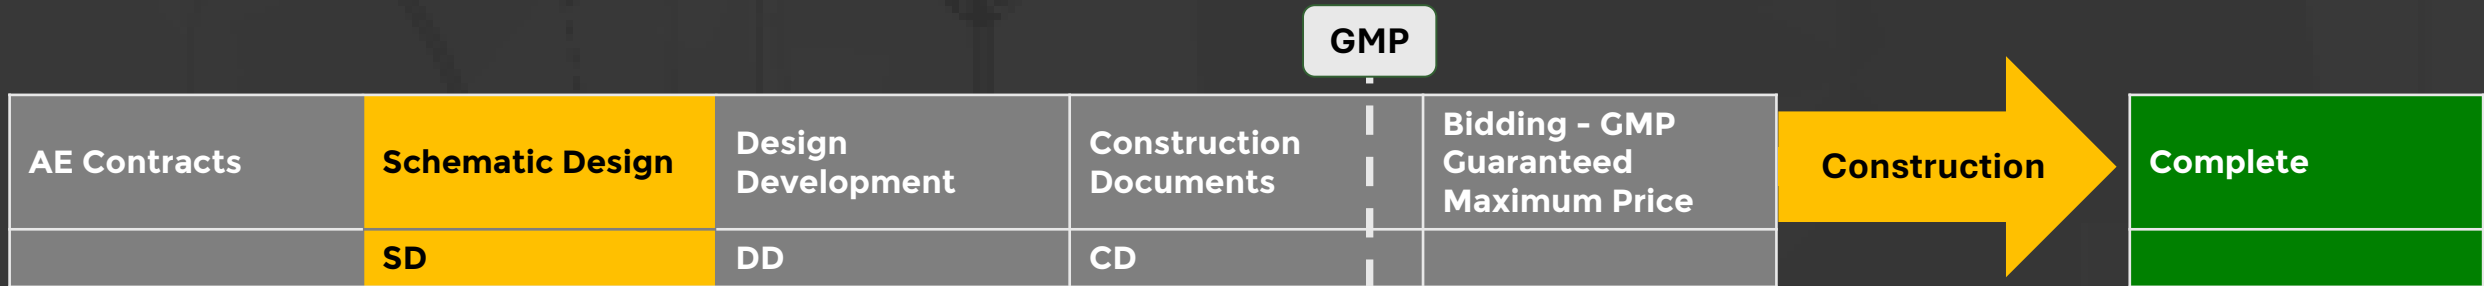 GMP
AE Contracts
Schematic Design
Design
Development
Construction
Documents
Bidding - GMP
Guaranteed
Maximum Price
Construction
Complete
SD
DD
CD